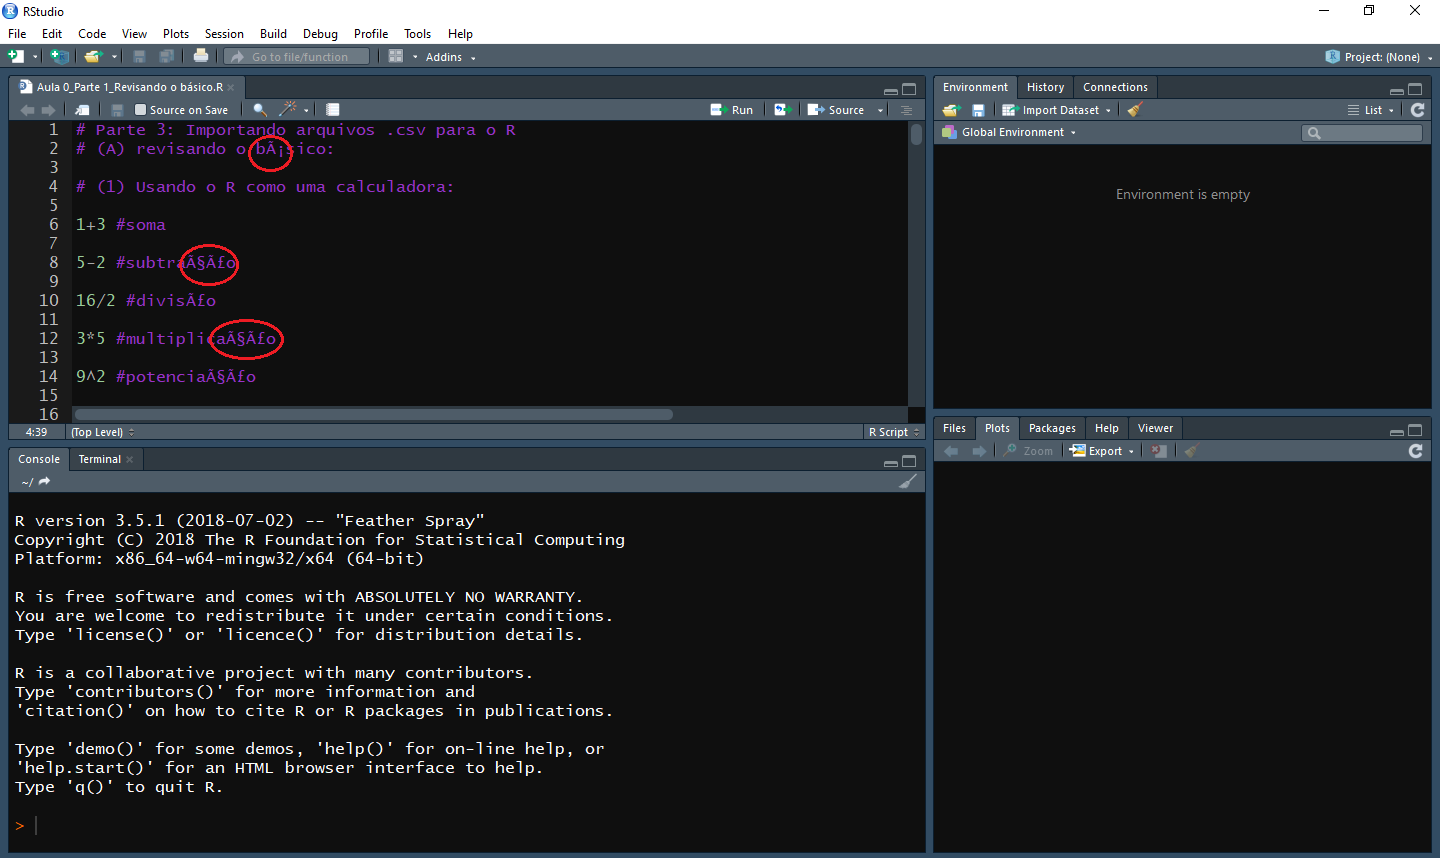 RStudio
File Edit Code View Plots Session Build Debug Profile Tools Help
Go to file/function Addins Project: (None)
Aula 0_Parte 1_Revisando o básico.R
Source on Save Run Source
1 # Parte 3: Importando arquivos .csv para o R
2 # (A) revisando o bÃ¡sico:
3
4 # (1) Usando o R como uma calculadora:
5
6 1+3 #soma
7
8 5-2 #subtraÃ§Ã£o
9
10 16/2 #divisÃ£o
11
12 3*5 #multiplicaÃ§Ã£o
13
14 9^2 #potenciaÃ§Ã£o
15
16
4:39 (Top Level) R Script
Console Terminal
~/
R version 3.5.1 (2018-07-02) -- "Feather Spray"
Copyright (C) 2018 The R Foundation for Statistical Computing
Platform: x86_64-w64-mingw32/x64 (64-bit)
R is free software and comes with ABSOLUTELY NO WARRANTY.
You are welcome to redistribute it under certain conditions.
Type 'license()' or 'licence()' for distribution details.
R is a collaborative project with many contributors.
Type 'contributors()' for more information and
'citation()' on how to cite R or R packages in publications.
Type 'demo()' for some demos, 'help()' for on-line help, or
'help.start()' for an HTML browser interface to help.
Type 'q()' to quit R.
>
Environment History Connections
Import Dataset List
Global Environment
Environment is empty
Files Plots Packages Help Viewer
Zoom Export